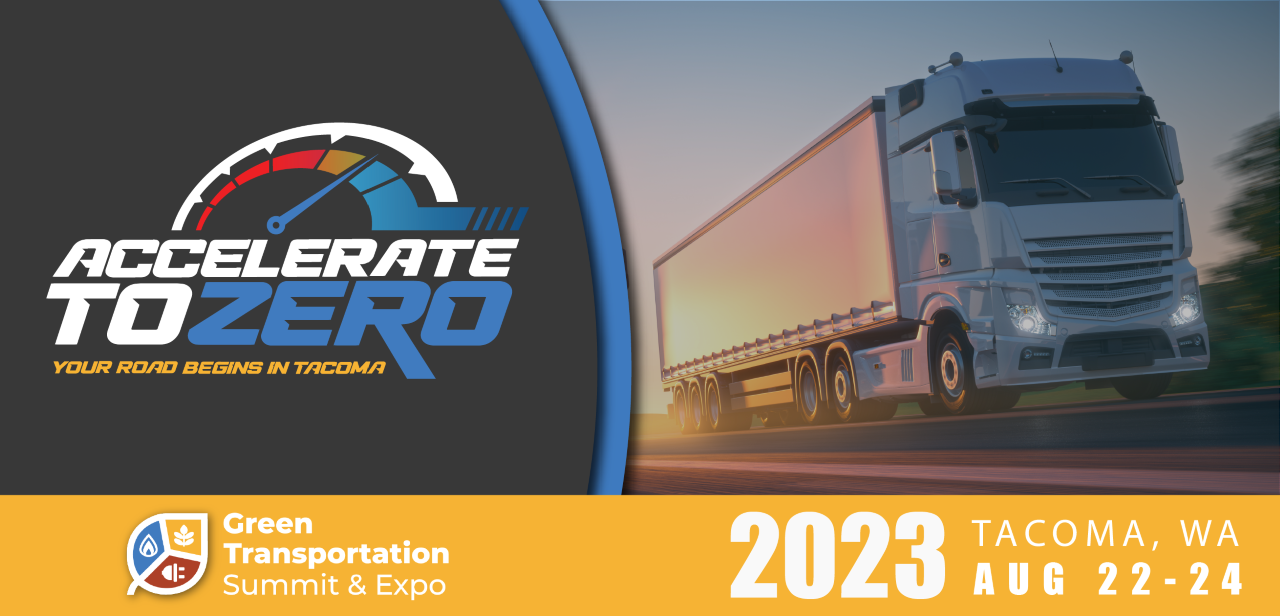 ACCELERATE
TO ZERO
YOUR ROAD BEGINS IN TACOMA
Green
Transportation
Summit & Expo
2023
TACOMA, WA
AUG 22-24